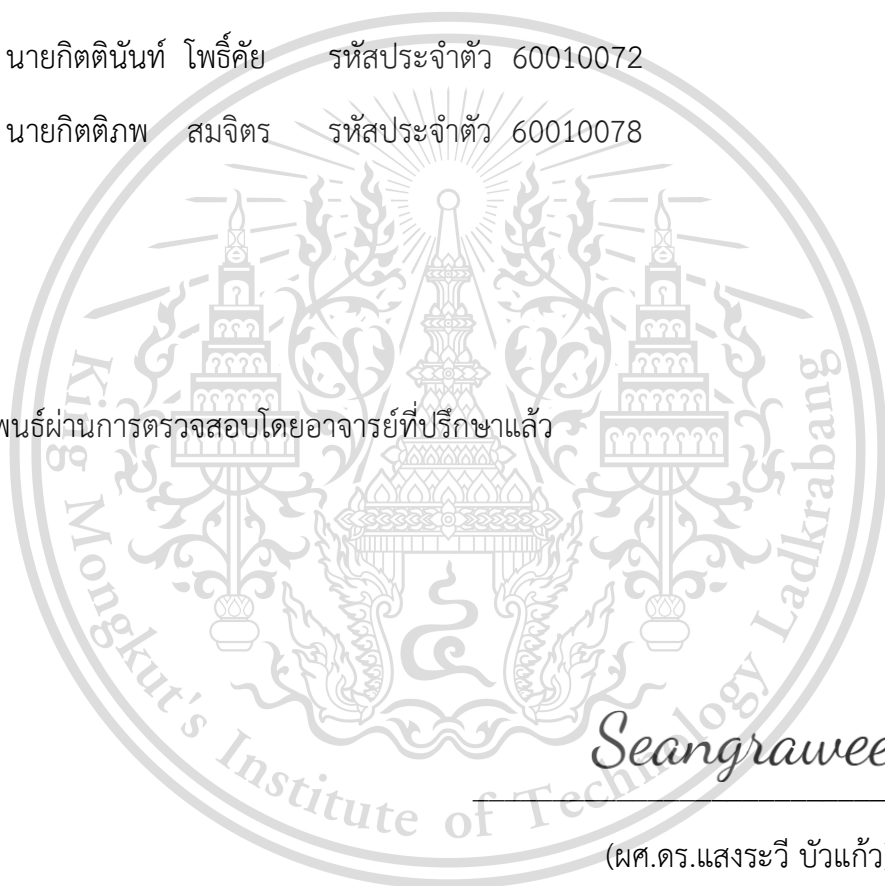 นายกิตตินันท์ โพธิ์คัย รหัสประจำตัว 60010072
นายกิตติภพ สมจิตร รหัสประจำตัว 60010078
พนธ์ผ่านการตรวจสอบโดยอาจารย์ที่ปรึกษาแล้ว
King Mongkut's Institute of Technology Ladkrabang
Seangrawee
(ผศ.ดร.แสงระวี บัวแก้ว